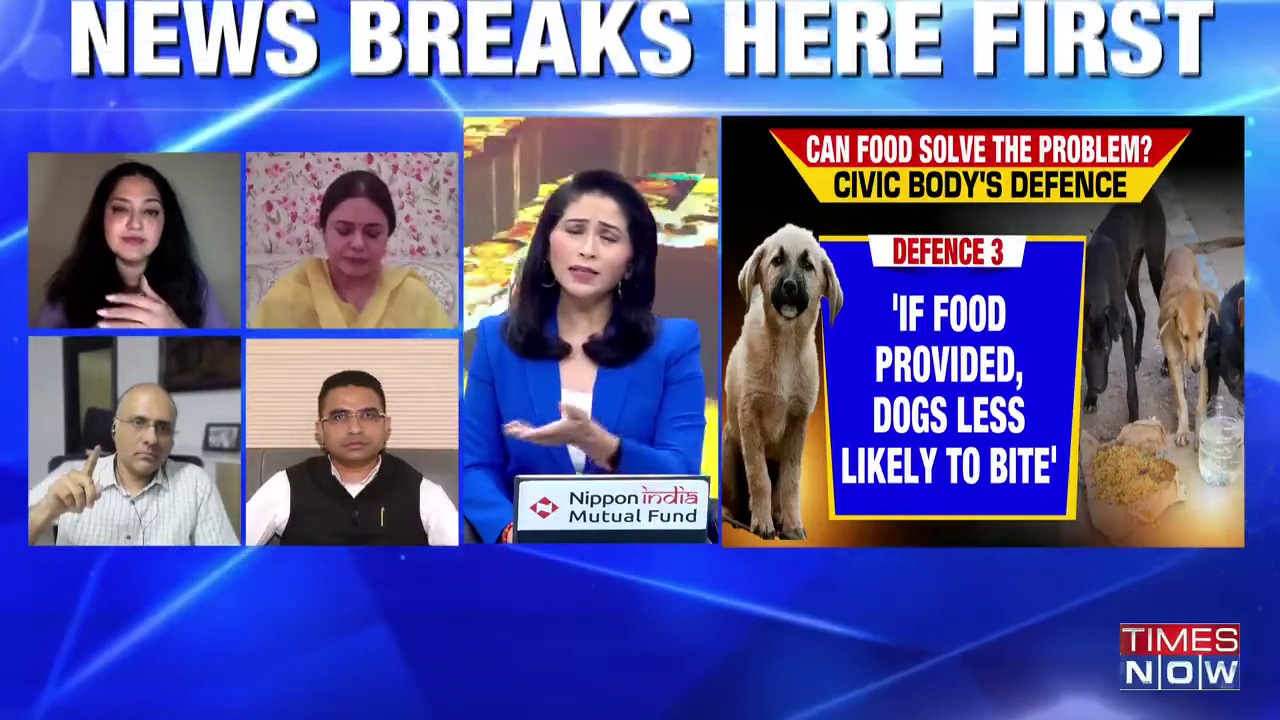 NEWS BREAKS HERE FIRST
CAN FOOD SOLVE THE PROBLEM?
CIVIC BODY'S DEFENCE
DEFENCE 3
'IF FOOD
PROVIDED,
DOGS LESS
LIKELY TO BITE'
Nippon india
Mutual Fund
TIMES
NOW